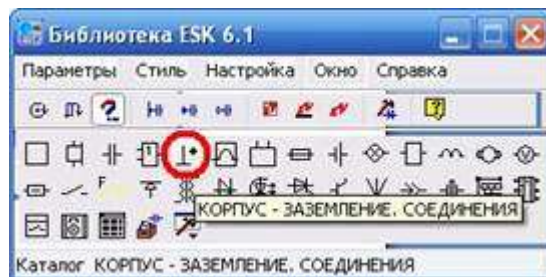 Библиотека ESK 6.1
Параметры Стиль Настройка Окно Справка
КОРПУС - ЗАЗЕМЛЕНИЕ. СОЕДИНЕНИЯ
Каталог КОРПУС - ЗАЗЕМЛЕНИЕ. СОЕДИНЕНИЯ